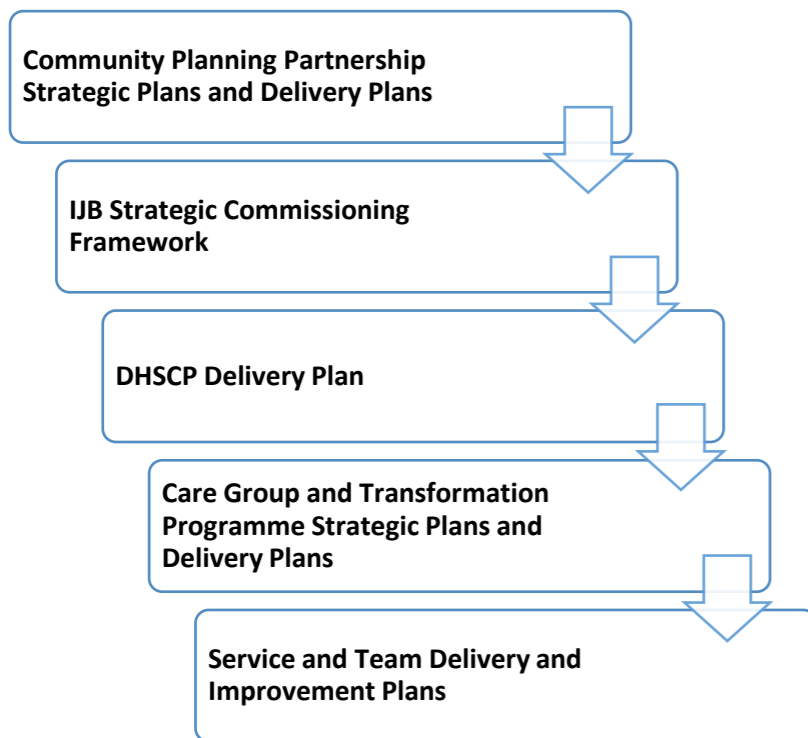 Community Planning Partnership
Strategic Plans and Delivery Plans
IJB Strategic Commissioning
Framework
DHSCP Delivery Plan
Care Group and Transformation
Programme Strategic Plans and
Delivery Plans
Service and Team Delivery and
Improvement Plans